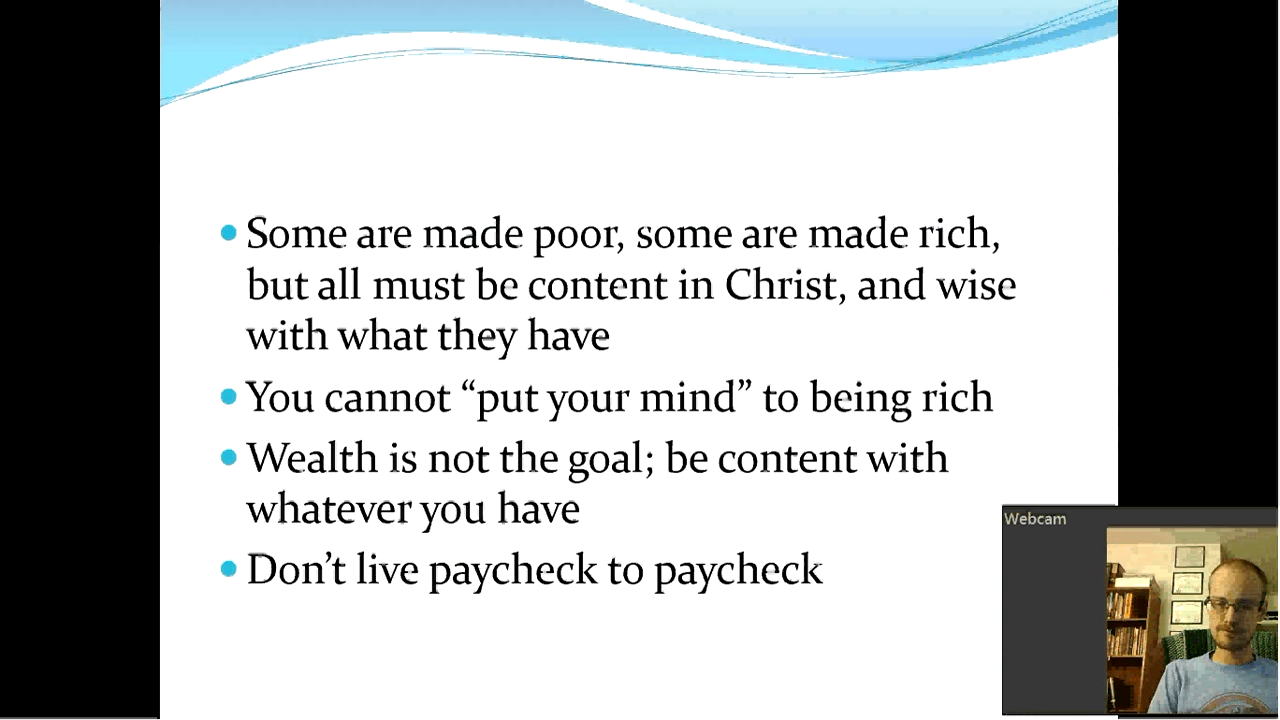 Some are made poor, some are made rich,
but all must be content in Christ, and wise
with what they have
You cannot “put your mind” to being rich
Wealth is not the goal; be content with
whatever you have
Don’t live paycheck to paycheck
Webcam